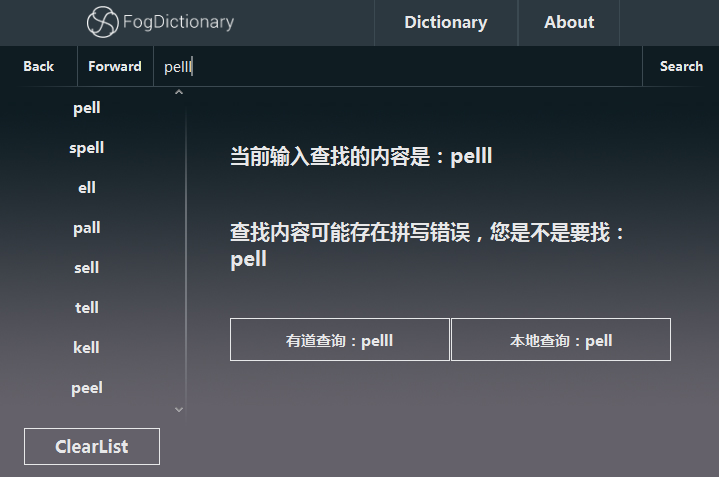 FogDictionary
Dictionary
About
Back
Forward
pelll
Search
pell
spell
ell
pall
sell
tell
kell
peel
当前输入查找的内容是：pelll
查找内容可能存在拼写错误，您是不是要找：
pell
有道查询：pelll
本地查询：pell
ClearList